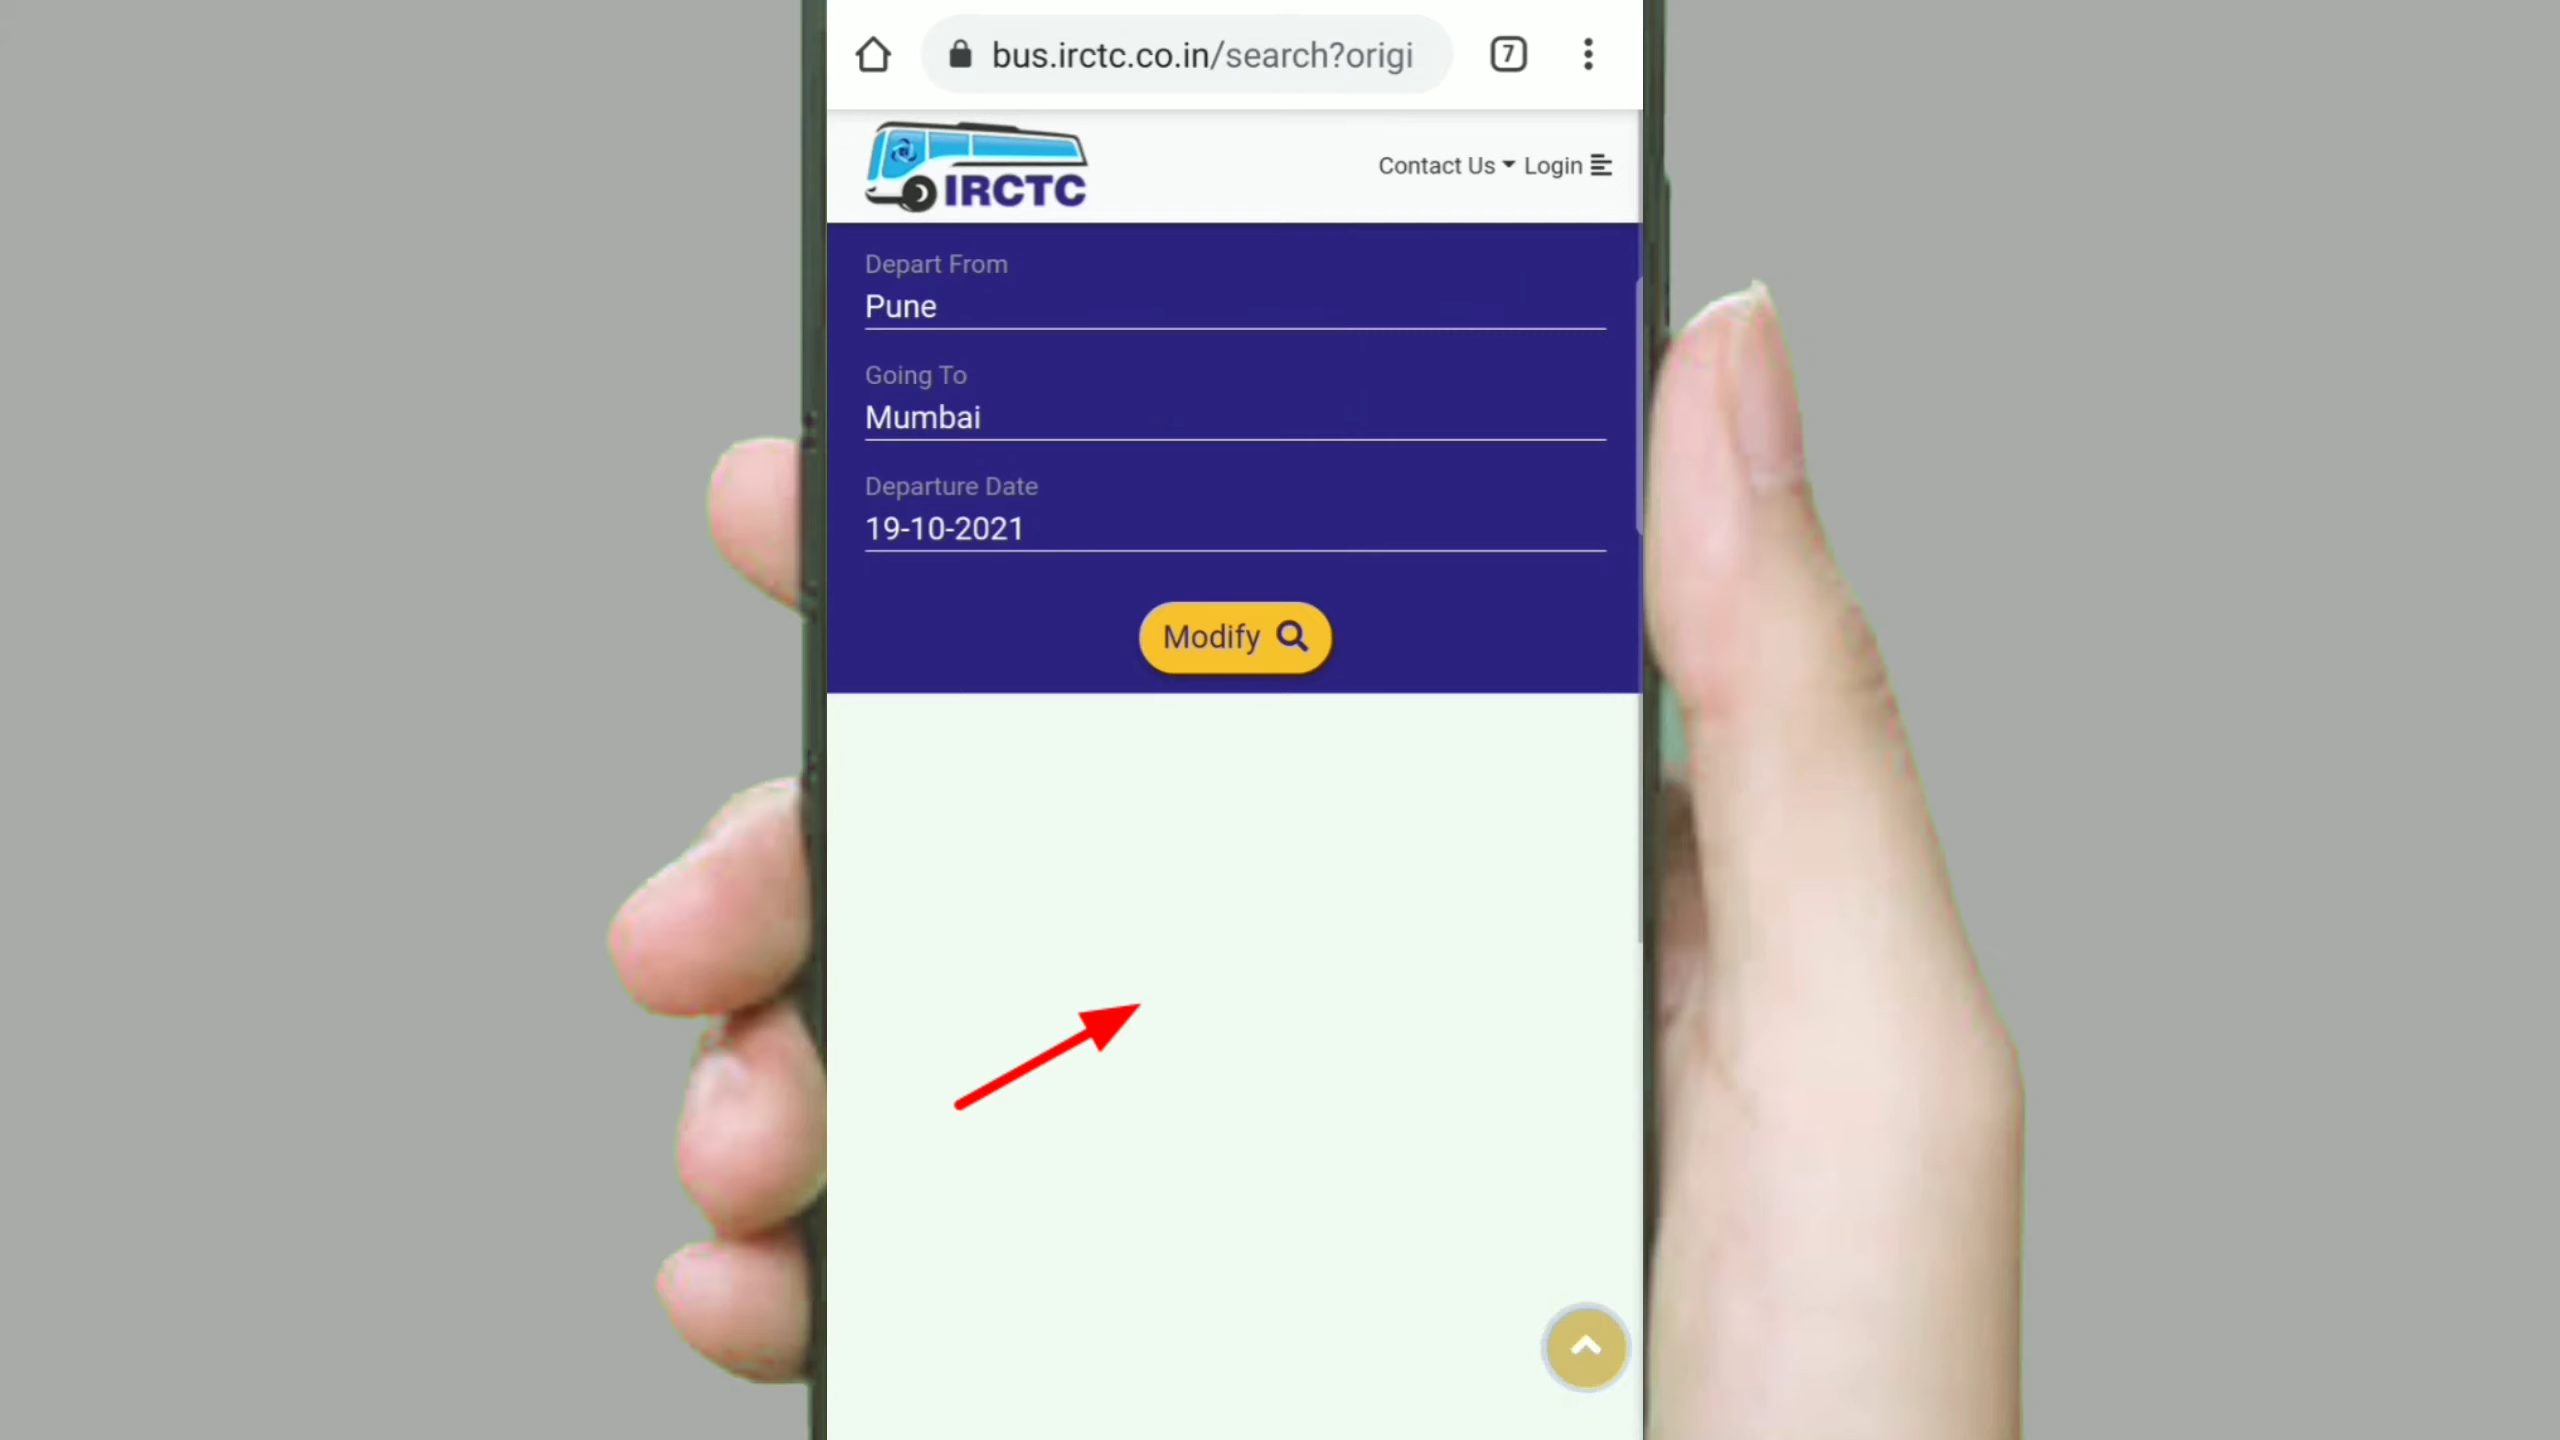 bus.irctc.co.in/search?origi
7
IRCTC
Contact Us Login
Depart From
Pune
Going To
Mumbai
Departure Date
19-10-2021
Modify